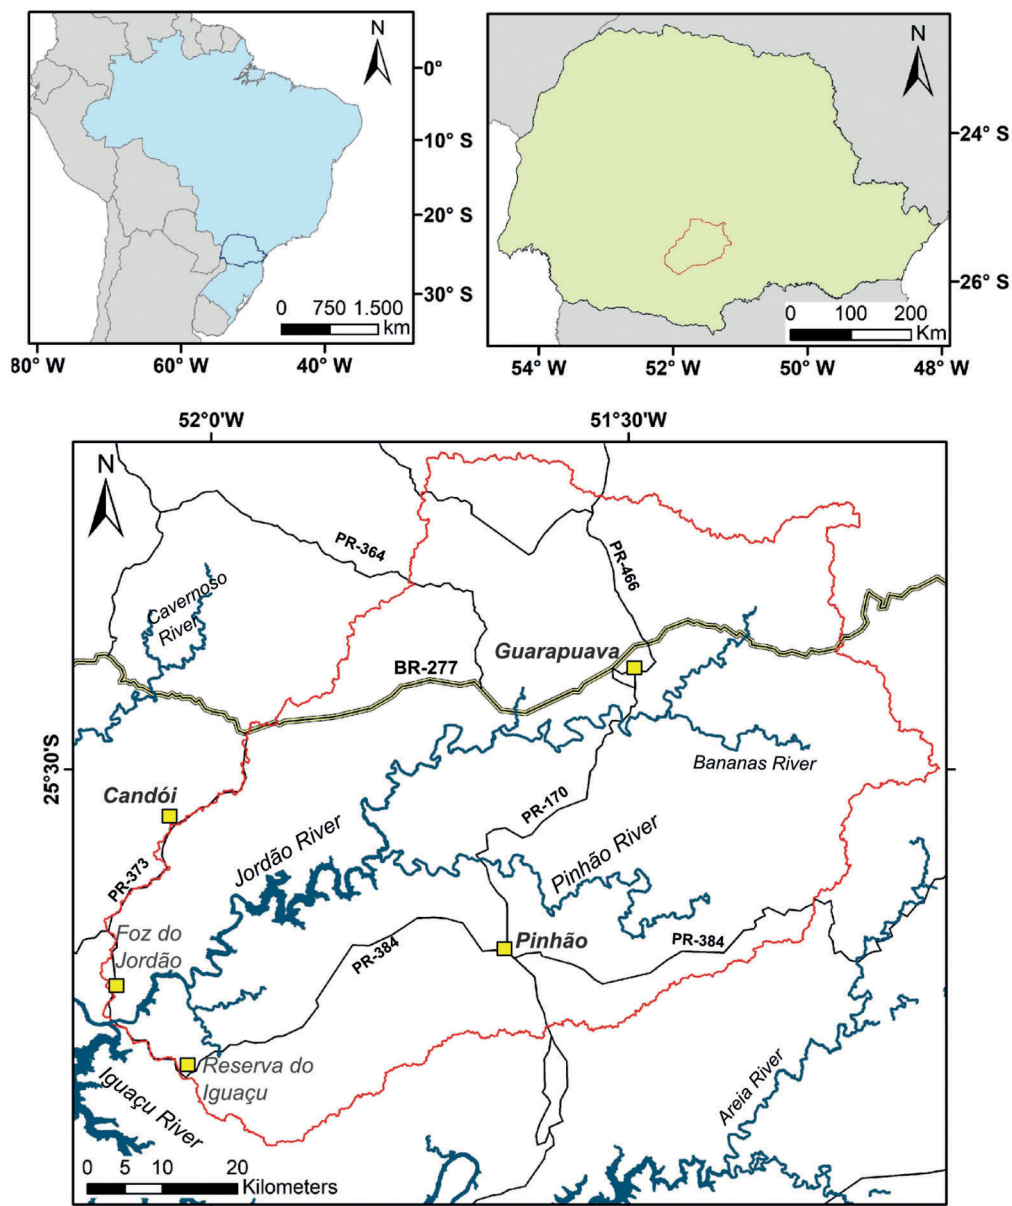 N
0°
10° S
20° S
30° S
0 750 1.500
km
80° W 60° W 40° W
N
24° S
26° S
0 100 200
Km
54° W 52° W 50° W 48° W
52°0'W 51°30'W
N
PR-364
PR-466
Cavernoso
River
Guarapuava
BR-277
25°30'S
Bananas River
Candói
PR-170
Jordão River
Pinhão River
PR-373
Foz do
Jordão
Pinhão
PR-384
PR-384
Reserva do
Iguaçu
Iguaçu River
Areia River
0 5 10 20
Kilometers